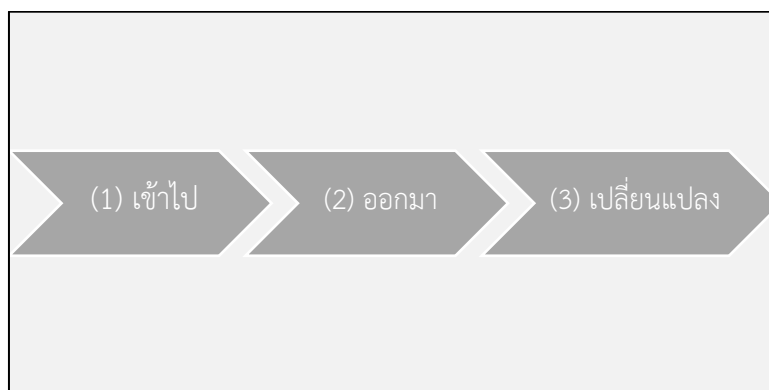 (1) เข้าไป
(2) ออกมา
(3) เปลี่ยนแปลง